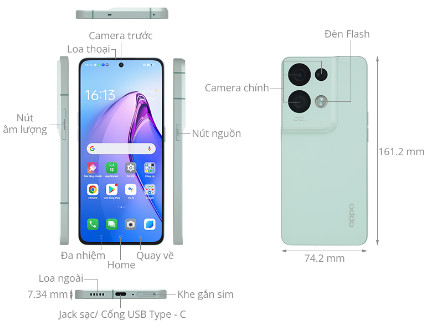 Camera trước
Loa thoại
Đèn Flash
Camera chính
16:13
Nút
âm lượng
Nút nguồn
161.2 mm
oppo
Đa nhiệm
Home
Quay về
74.2 mm
Loa ngoài
7.34 mm
Khe gắn sim
Jack sạc/ Cổng USB Type - C